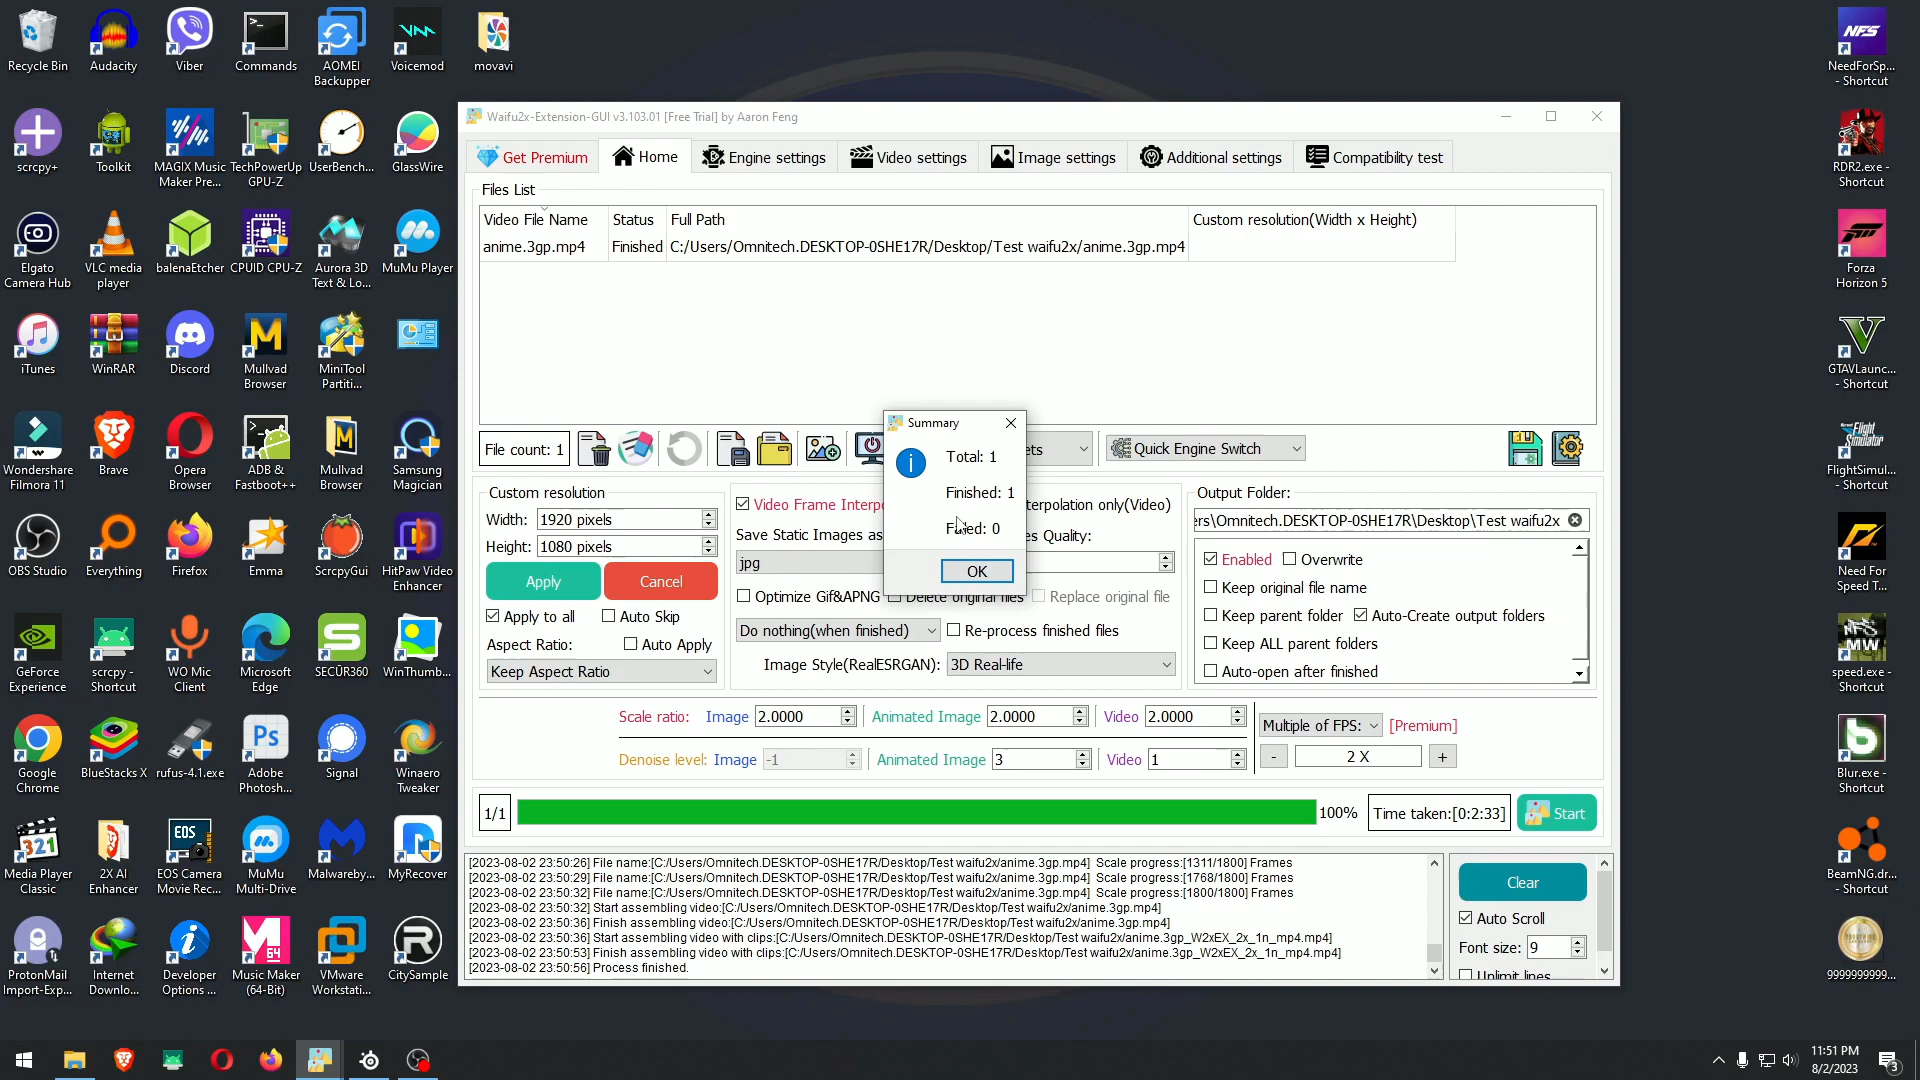 Recycle Bin
Audacity
Viber
Commands
AOMEI Backupper
Voicemod
movavi
scrcpy+
Toolkit
MAGIX Music Maker Pre...
TechPowerUp GPU-Z
UserBench...
GlassWire
Elgato Camera Hub
VLC media player
balenaEtcher
CPUID CPU-Z
Aurora 3D Text & Lo...
MuMu Player
iTunes
WinRAR
Discord
Mullvad Browser
MiniTool Partiti...
Wondershare Filmora 11
Brave
Opera Browser
ADB & Fastboot++
Mullvad Browser
Samsung Magician
OBS Studio
Everything
Firefox
Emma
ScrcpyGui
HitPaw Video Enhancer
GeForce Experience
scrcpy - Shortcut
WO Mic Client
Microsoft Edge
SECŪR360
WinThumb...
Google Chrome
BlueStacks X
rufus-4.1.exe
Adobe Photosh...
Signal
Winaero Tweaker
Media Player Classic
2X AI Enhancer
EOS Camera Movie Rec...
MuMu Multi-Drive
Malwareby...
MyRecover
ProtonMail Import-Exp...
Internet Downlo...
Developer Options ...
Music Maker (64-Bit)
VMware Workstati...
CitySample
Waifu2x-Extension-GUI v3.103.01 [Free Trial] by Aaron Feng
Get Premium
Home
Engine settings
Video settings
Image settings
Additional settings
Compatibility test
Files List
Video File Name Status Full Path Custom resolution(Width x Height)
anime.3gp.mp4 Finished C:/Users/Omnitech.DESKTOP-0SHE17R/Desktop/Test waifu2x/anime.3gp.mp4
File count: 1
ets
Quick Engine Switch
Summary
Total: 1
Finished: 1
OK
Custom resolution
Width: 1920 pixels
Height: 1080 pixels
Apply
Cancel
Apply to all
Auto Skip
Aspect Ratio:
Auto Apply
Keep Aspect Ratio
Video Frame Interpo
terpolation only(Video)
Save Static Images as
s Quality:
jpg
Optimize Gif&APNG
Delete original files
Replace original file
Do nothing(when finished)
Re-process finished files
Image Style(RealESRGAN): 3D Real-life
Output Folder:
ers\Omnitech.DESKTOP-0SHE17R\Desktop\Test waifu2x
Enabled
Overwrite
Keep original file name
Keep parent folder
Auto-Create output folders
Keep ALL parent folders
Auto-open after finished
Scale ratio: Image 2.0000 Animated Image 2.0000 Video 2.0000
Denoise level: Image -1 Animated Image 3 Video 1
Multiple of FPS: [Premium]
- 2 X +
1/1
100%
Time taken:[0:2:33]
Start
[2023-08-02 23:50:26] File name:[C:/Users/Omnitech.DESKTOP-0SHE17R/Desktop/Test waifu2x/anime.3gp.mp4] Scale progress:[1311/1800] Frames
[2023-08-02 23:50:29] File name:[C:/Users/Omnitech.DESKTOP-0SHE17R/Desktop/Test waifu2x/anime.3gp.mp4] Scale progress:[1768/1800] Frames
[2023-08-02 23:50:32] File name:[C:/Users/Omnitech.DESKTOP-0SHE17R/Desktop/Test waifu2x/anime.3gp.mp4] Scale progress:[1800/1800] Frames
[2023-08-02 23:50:32] Start assembling video:[C:/Users/Omnitech.DESKTOP-0SHE17R/Desktop/Test waifu2x/anime.3gp.mp4]
[2023-08-02 23:50:36] Finish assembling video:[C:/Users/Omnitech.DESKTOP-0SHE17R/Desktop/Test waifu2x/anime.3gp.mp4]
[2023-08-02 23:50:36] Start assembling video with clips:[C:/Users/Omnitech.DESKTOP-0SHE17R/Desktop/Test waifu2x/anime.3gp_W2xEX_2x_1n_mp4.mp4]
[2023-08-02 23:50:53] Finish assembling video with clips:[C:/Users/Omnitech.DESKTOP-0SHE17R/Desktop/Test waifu2x/anime.3gp_W2xEX_2x_1n_mp4.mp4]
[2023-08-02 23:50:56] Process finished.
Clear
Auto Scroll
Font size: 9
Unlimit lines
NeedForSp... - Shortcut
RDR2.exe - Shortcut
Forza Horizon 5
GTAVLaunc... - Shortcut
FlightSimul... - Shortcut
Need For Speed T...
speed.exe - Shortcut
Blur.exe - Shortcut
BeamNG.dr... - Shortcut
9999999999...
11:51 PM
8/2/2023
3